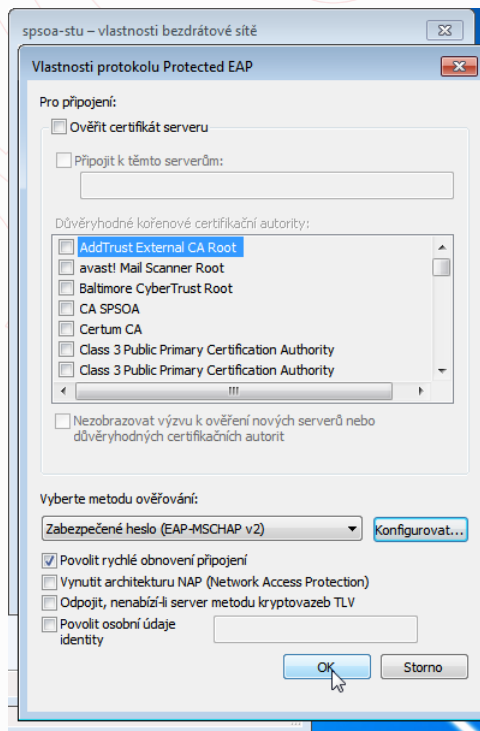 spsoa-stu – vlastnosti bezdrátové sítě
Vlastnosti protokolu Protected EAP
Pro připojení:
Ověřit certifikát serveru
Připojit k těmto serverům:
Důvěryhodné kořenové certifikační autority:
AddTrust External CA Root
avast! Mail Scanner Root
Baltimore CyberTrust Root
CA SPSOA
Certum CA
Class 3 Public Primary Certification Authority
Class 3 Public Primary Certification Authority
Nezobrazovat výzvu k ověření nových serverů nebo
důvěryhodných certifikačních autorit
Vyberte metodu ověřování:
Zabezpečené heslo (EAP-MSCHAP v2)
Konfigurovat...
Povolit rychlé obnovení připojení
Vynutit architekturu NAP (Network Access Protection)
Odpojit, nenabízí-li server metodu kryptovazeb TLV
Povolit osobní údaje
identity
OK
Storno